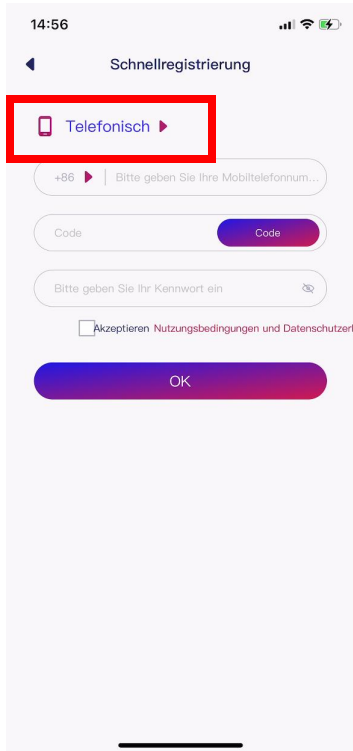 14:56
Schnellregistrierung
Telefonisch
+86 Bitte geben Sie Ihre Mobiltelefonnum...
Code Code
Bitte geben Sie Ihr Kennwort ein
Akzeptieren Nutzungsbedingungen und Datenschutzerl
OK